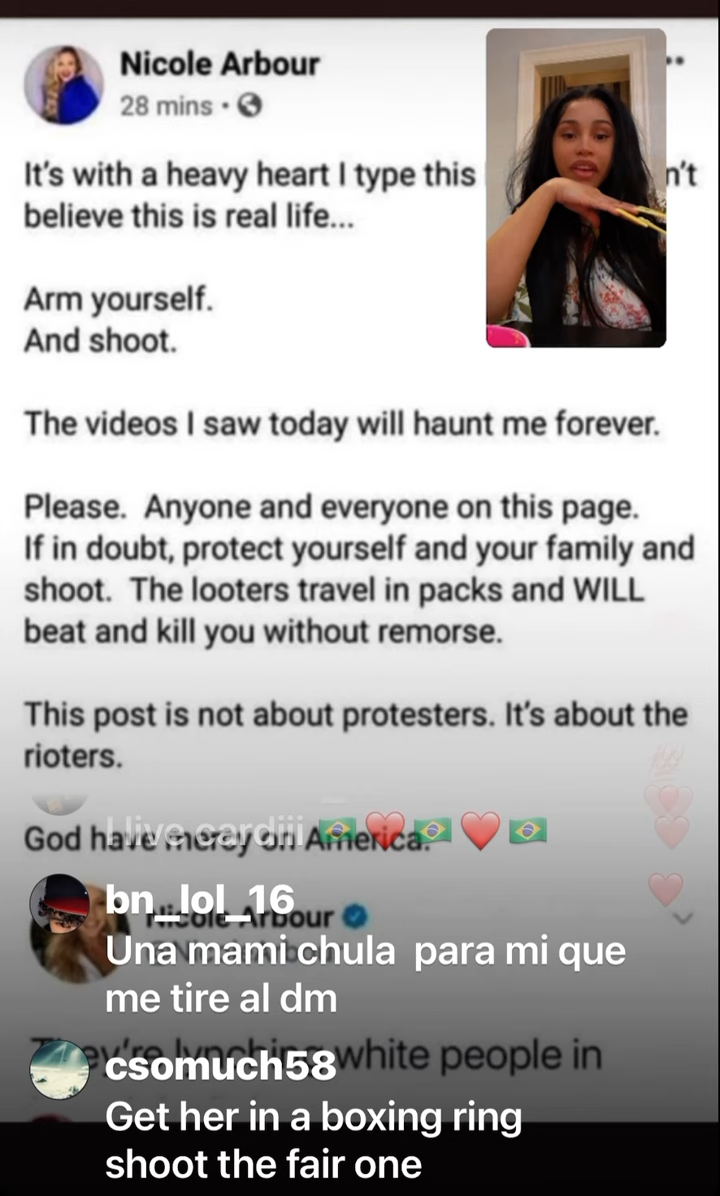 Nicole Arbour
28 mins ·
It's with a heavy heart I type this n't
believe this is real life...
Arm yourself.
And shoot.
The videos I saw today will haunt me forever.
Please. Anyone and everyone on this page.
If in doubt, protect yourself and your family and
shoot. The looters travel in packs and WILL
beat and kill you without remorse.
This post is not about protesters. It's about the
rioters.
God have mercy on America.
I live cardiii 🇧🇷❤️🇧🇷❤️🇧🇷
bn_lol_16
Nicole Arbour
Una mami chula para mi que
me tire al dm
They're lynching white people in
csomuch58
Get her in a boxing ring
shoot the fair one